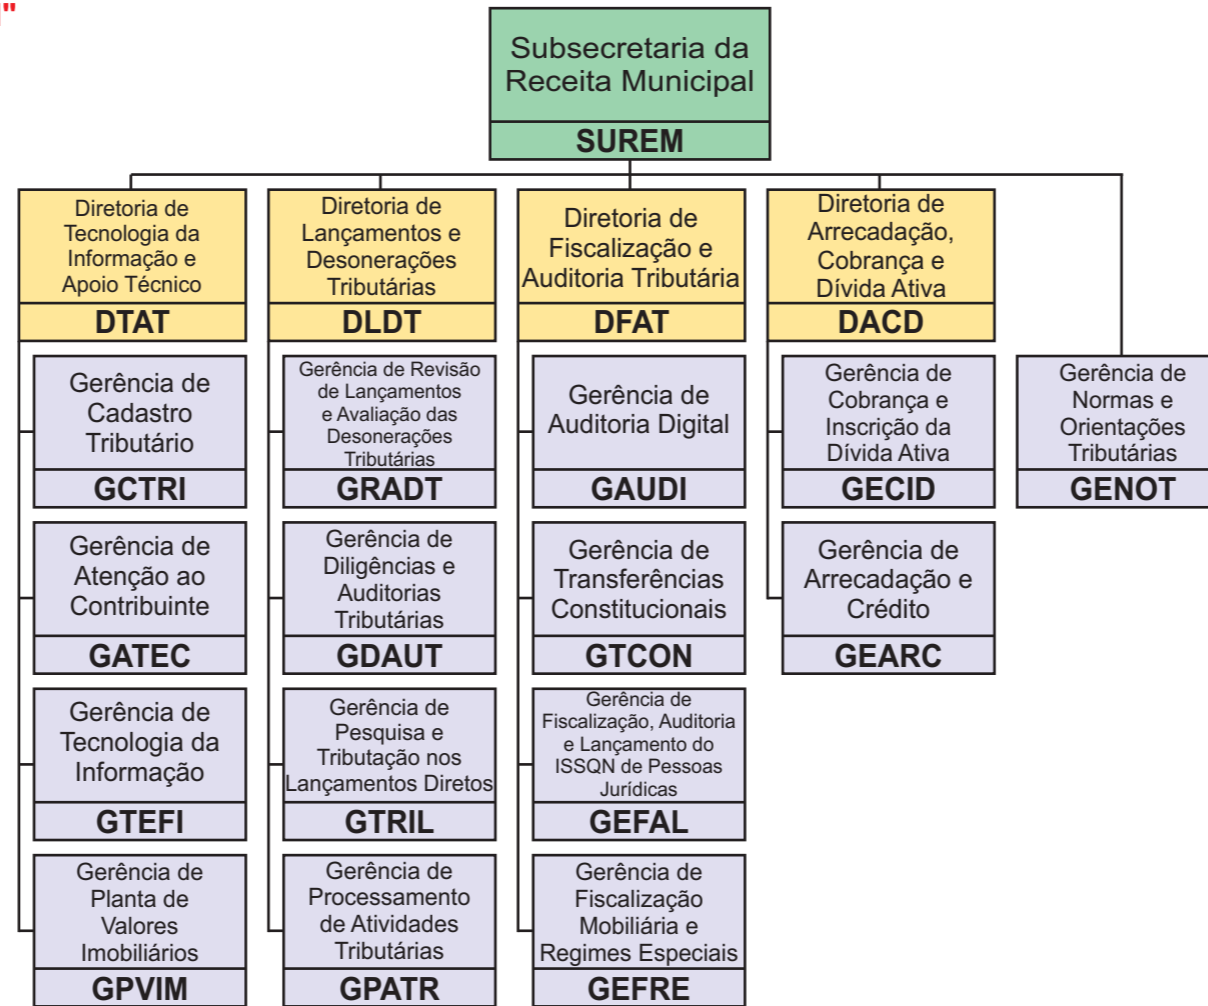 Subsecretaria da
Receita Municipal
SUREM
Diretoria de
Tecnologia da
Informação e
Apoio Técnico
DTAT
Diretoria de
Lançamentos e
Desonerações
Tributárias
DLDT
Diretoria de
Fiscalização e
Auditoria Tributária
DFAT
Diretoria de
Arrecadação,
Cobrança e
Dívida Ativa
DACD
Gerência de
Cadastro
Tributário
GCTRI
Gerência de Revisão
de Lançamentos
e Avaliação das
Desonerações
Tributárias
GRADT
Gerência de
Auditoria Digital
GAUDI
Gerência de
Cobrança e
Inscrição da
Dívida Ativa
GECID
Gerência de
Normas e
Orientações
Tributárias
GENOT
Gerência de
Atenção ao
Contribuinte
GATEC
Gerência de
Diligências e
Auditorias
Tributárias
GDAUT
Gerência de
Transferências
Constitucionais
GTCON
Gerência de
Arrecadação e
Crédito
GEARC
Gerência de
Tecnologia da
Informação
GTEFI
Gerência de
Pesquisa e
Tributação nos
Lançamentos Diretos
GTRIL
Gerência de
Fiscalização, Auditoria
e Lançamento do
ISSQN de Pessoas
Jurídicas
GEFAL
Gerência de
Planta de
Valores
Imobiliários
GPVIM
Gerência de
Processamento
de Atividades
Tributárias
GPATR
Gerência de
Fiscalização
Mobiliária e
Regimes Especiais
GEFRE